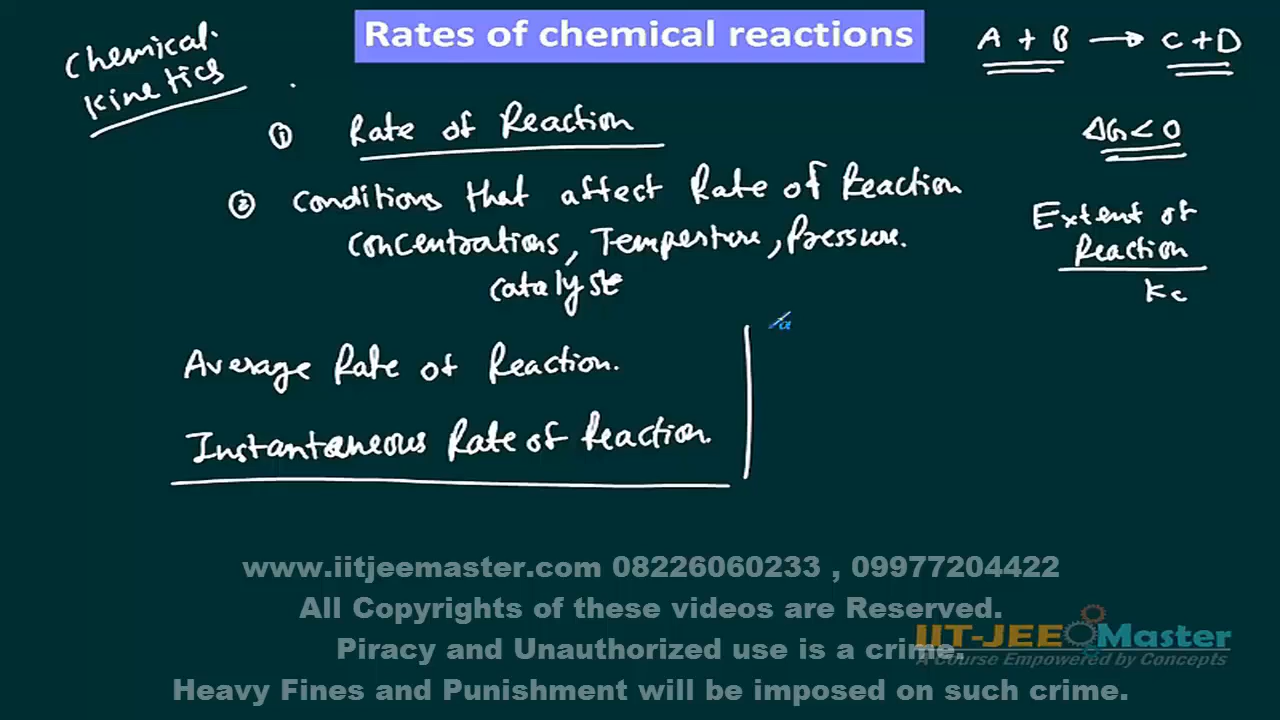 Rates of chemical reactions
Chemical
Kinetics
A + B → C + D
① Rate of Reaction
ΔG < 0
② Conditions that affect Rate of Reaction
Concentrations, Temperture, Pressure.
Catalyst
Extent of
Reaction
Kc
Average Rate of Reaction.
Instantaneous Rate of Reaction.
www.iitjeemaster.com 08226060233 , 09977204422
All Copyrights of these videos are Reserved.
Piracy and Unauthorized use is a crime.
Heavy Fines and Punishment will be imposed on such crime.
IIT-JEE Master
A Course Empowered by Concepts